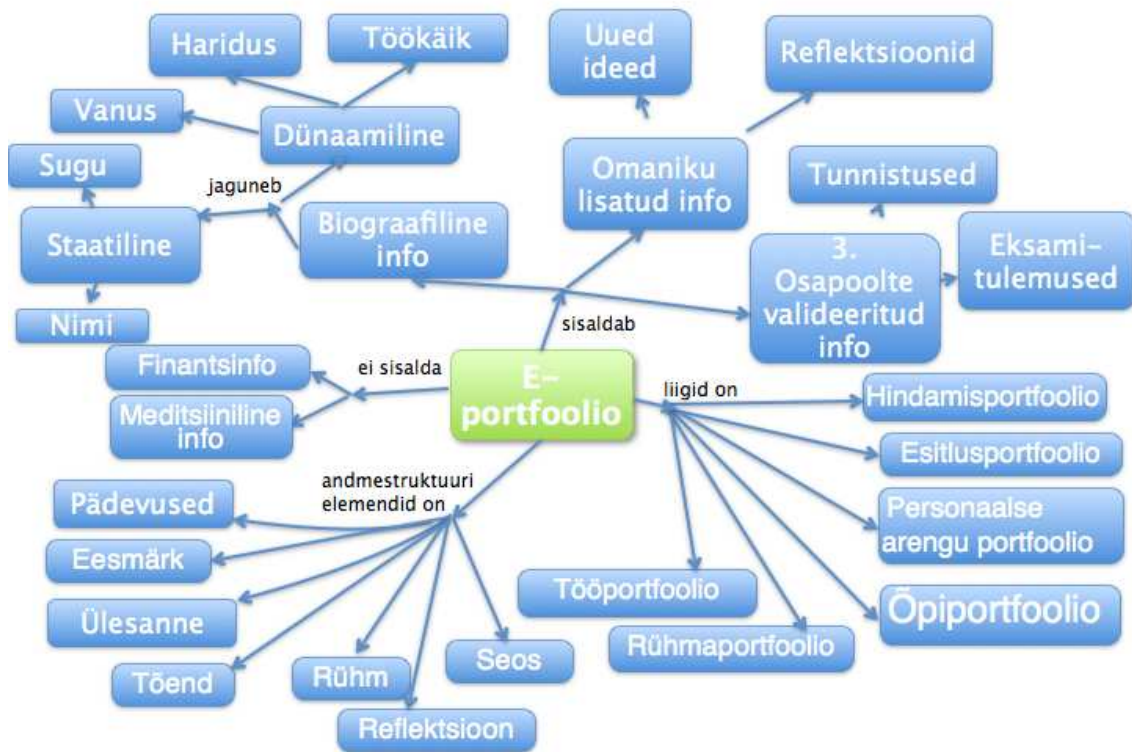 Haridus
Töökäik
Uued
ideed
Reflektsioonid
Vanus
Dünaamiline
Sugu
jaguneb
Omaniku
lisatud info
Tunnistused
Staatiline
Biograafiline
info
3.
Osapoolte
valideeritud
info
Eksami-
tulemused
Nimi
sisaldab
Finantsinfo
ei sisalda
E-
portfoolio
liigid on
Meditsiiniline
info
Hindamisportfoolio
Esitlusportfoolio
andmestruktuuri
elemendid on
Pädevused
Personaalse
arengu portfoolio
Eesmärk
Tööportfoolio
Õpiportfoolio
Ülesanne
Rühmaportfoolio
Seos
Tõend
Rühm
Reflektsioon